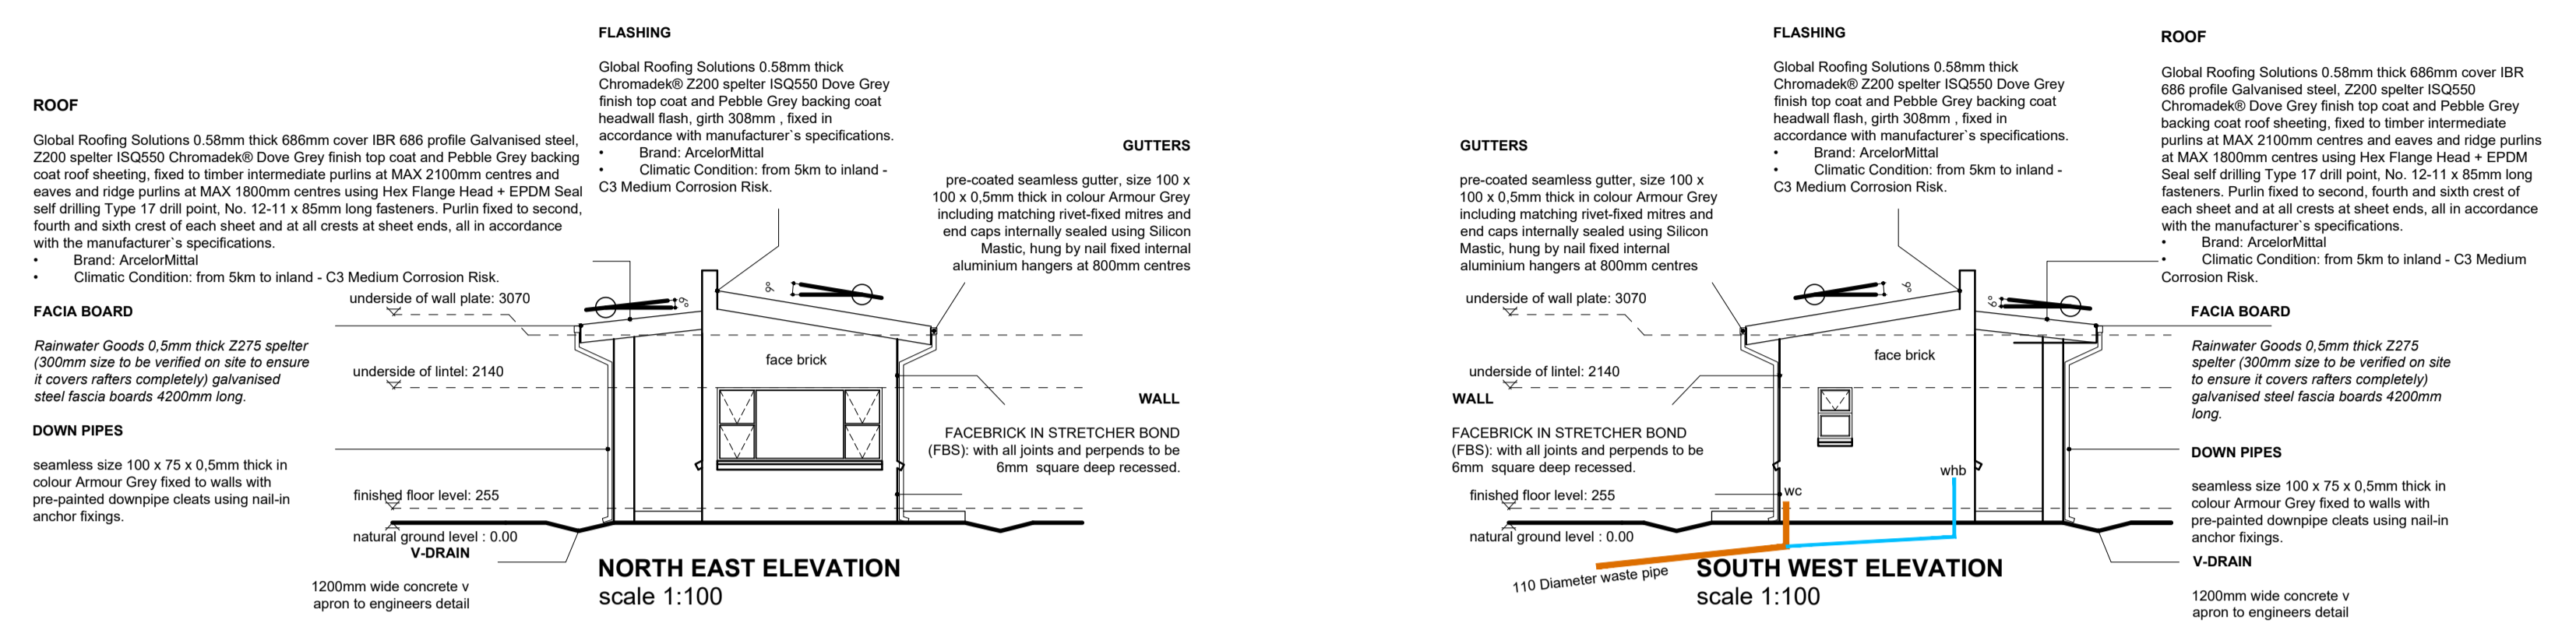 ROOF
Global Roofing Solutions 0.58mm thick 686mm cover IBR 686 profile Galvanised steel,
Z200 spelter ISQ550 Chromadek® Dove Grey finish top coat and Pebble Grey backing
coat roof sheeting, fixed to timber intermediate purlins at MAX 2100mm centres and
eaves and ridge purlins at MAX 1800mm centres using Hex Flange Head + EPDM Seal
self drilling Type 17 drill point, No. 12-11 x 85mm long fasteners. Purlin fixed to second,
fourth and sixth crest of each sheet and at all crests at sheet ends, all in accordance
with the manufacturer`s specifications.
• Brand: ArcelorMittal
• Climatic Condition: from 5km to inland - C3 Medium Corrosion Risk.
FACIA BOARD
Rainwater Goods 0,5mm thick Z275 spelter
(300mm size to be verified on site to ensure
it covers rafters completely) galvanised
steel fascia boards 4200mm long.
DOWN PIPES
seamless size 100 x 75 x 0,5mm thick in
colour Armour Grey fixed to walls with
pre-painted downpipe cleats using nail-in
anchor fixings.
FLASHING
Global Roofing Solutions 0.58mm thick
Chromadek® Z200 spelter ISQ550 Dove Grey
finish top coat and Pebble Grey backing coat
headwall flash, girth 308mm , fixed in
accordance with manufacturer`s specifications.
• Brand: ArcelorMittal
• Climatic Condition: from 5km to inland -
C3 Medium Corrosion Risk.
GUTTERS
pre-coated seamless gutter, size 100 x
100 x 0,5mm thick in colour Armour Grey
including matching rivet-fixed mitres and
end caps internally sealed using Silicon
Mastic, hung by nail fixed internal
aluminium hangers at 800mm centres
underside of wall plate: 3070
6°
6°
underside of lintel: 2140
face brick
WALL
FACEBRICK IN STRETCHER BOND
(FBS): with all joints and perpends to be
6mm square deep recessed.
finished floor level: 255
natural ground level : 0.00
V-DRAIN
1200mm wide concrete v
apron to engineers detail
NORTH EAST ELEVATION
scale 1:100
GUTTERS
pre-coated seamless gutter, size 100 x
100 x 0,5mm thick in colour Armour Grey
including matching rivet-fixed mitres and
end caps internally sealed using Silicon
Mastic, hung by nail fixed internal
aluminium hangers at 800mm centres
FLASHING
Global Roofing Solutions 0.58mm thick
Chromadek® Z200 spelter ISQ550 Dove Grey
finish top coat and Pebble Grey backing coat
headwall flash, girth 308mm , fixed in
accordance with manufacturer`s specifications.
• Brand: ArcelorMittal
• Climatic Condition: from 5km to inland -
C3 Medium Corrosion Risk.
ROOF
Global Roofing Solutions 0.58mm thick 686mm cover IBR
686 profile Galvanised steel, Z200 spelter ISQ550
Chromadek® Dove Grey finish top coat and Pebble Grey
backing coat roof sheeting, fixed to timber intermediate
purlins at MAX 2100mm centres and eaves and ridge purlins
at MAX 1800mm centres using Hex Flange Head + EPDM
Seal self drilling Type 17 drill point, No. 12-11 x 85mm long
fasteners. Purlin fixed to second, fourth and sixth crest of
each sheet and at all crests at sheet ends, all in accordance
with the manufacturer`s specifications.
• Brand: ArcelorMittal
• Climatic Condition: from 5km to inland - C3 Medium
Corrosion Risk.
underside of wall plate: 3070
6°
6°
underside of lintel: 2140
face brick
WALL
FACEBRICK IN STRETCHER BOND
(FBS): with all joints and perpends to be
6mm square deep recessed.
finished floor level: 255
natural ground level : 0.00
whb
wc
110 Diameter waste pipe
SOUTH WEST ELEVATION
scale 1:100
FACIA BOARD
Rainwater Goods 0,5mm thick Z275
spelter (300mm size to be verified on site
to ensure it covers rafters completely)
galvanised steel fascia boards 4200mm
long.
DOWN PIPES
seamless size 100 x 75 x 0,5mm thick in
colour Armour Grey fixed to walls with
pre-painted downpipe cleats using nail-in
anchor fixings.
V-DRAIN
1200mm wide concrete v
apron to engineers detail